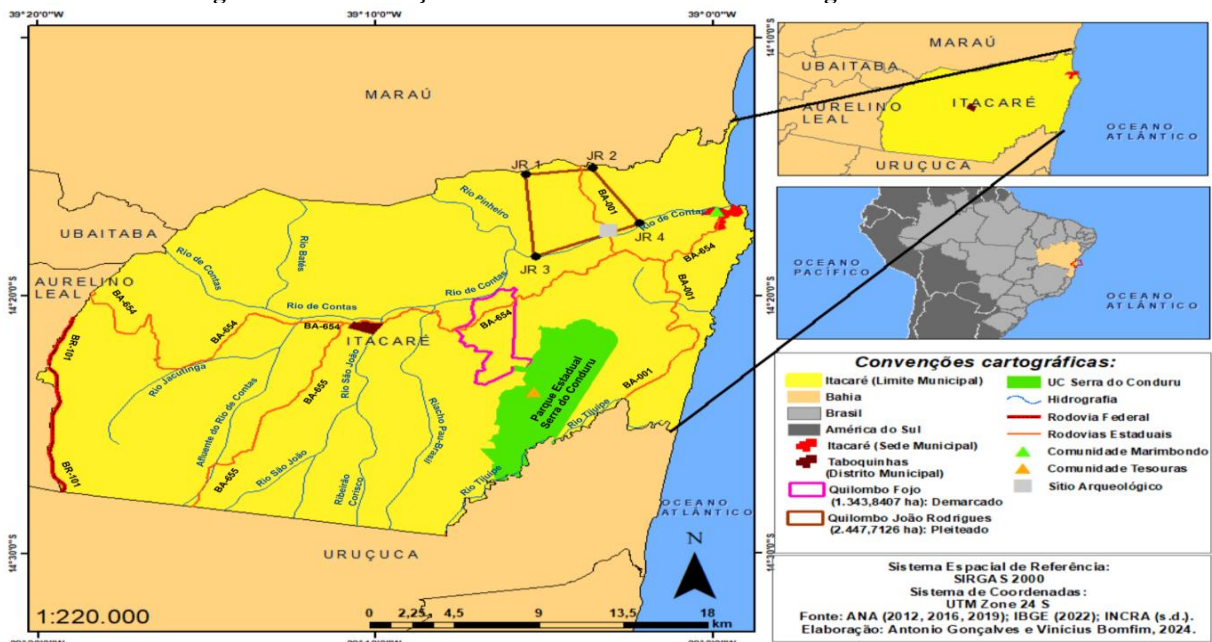 39°20'0"S
39°10'0"S
39°0'0"S
14°10'0"S
14°20'0"S
14°30'0"S
MARAÚ
UBAITABA
AURELINO
LEAL
ITACARÉ
URUÇUCA
OCEANO
ATLÂNTICO
JR 1
JR 2
JR 3
JR 4
Rio Pinheiro
BA-001
Rio de Contas
BA-654
Rio de Contas
Rio Batés
Rio de Contas
Rio de Contas
BA-654
BA-654
BA-654
BA-654
BA-001
BA-001
BR-101
BR-101
Rio Jacutinga
Afluente do Rio de Contas
BA-655
BA-655
Rio São João
Rio São João
Ribeirão
Corisco
Riacho Pau-Brasil
Parque Estadual
Serra do Conduru
Rio Tijuipe
Rio Tijuipe
N
1:220.000
0 2,25 4,5 9 13,5 18
km
MARAÚ
UBAITABA
AURELINO
LEAL
ITACARÉ
URUÇUCA
OCEANO
ATLÂNTICO
OCEANO
PACÍFICO
OCEANO
ATLÂNTICO
Convenções cartográficas:
Itacaré (Limite Municipal)
Bahia
Brasil
América do Sul
Itacaré (Sede Municipal)
Taboquinhas
(Distrito Municipal)
Quilombo Fojo
(1.343,8407 ha): Demarcado
Quilombo João Rodrigues
(2.447,7126 ha): Pleiteado
UC Serra do Conduru
Hidrografia
Rodovia Federal
Rodovias Estaduais
Comunidade Marimbondo
Comunidade Tesouras
Sítio Arqueológico
Sistema Espacial de Referência:
SIRGAS 2000
Sistema de Coordenadas:
UTM Zone 24 S
Fonte: ANA (2012, 2016, 2019); IBGE (2022); INCRA (s.d.).
Elaboração: Antonio Gonçalves e Vinícius Bomfim, 2024.